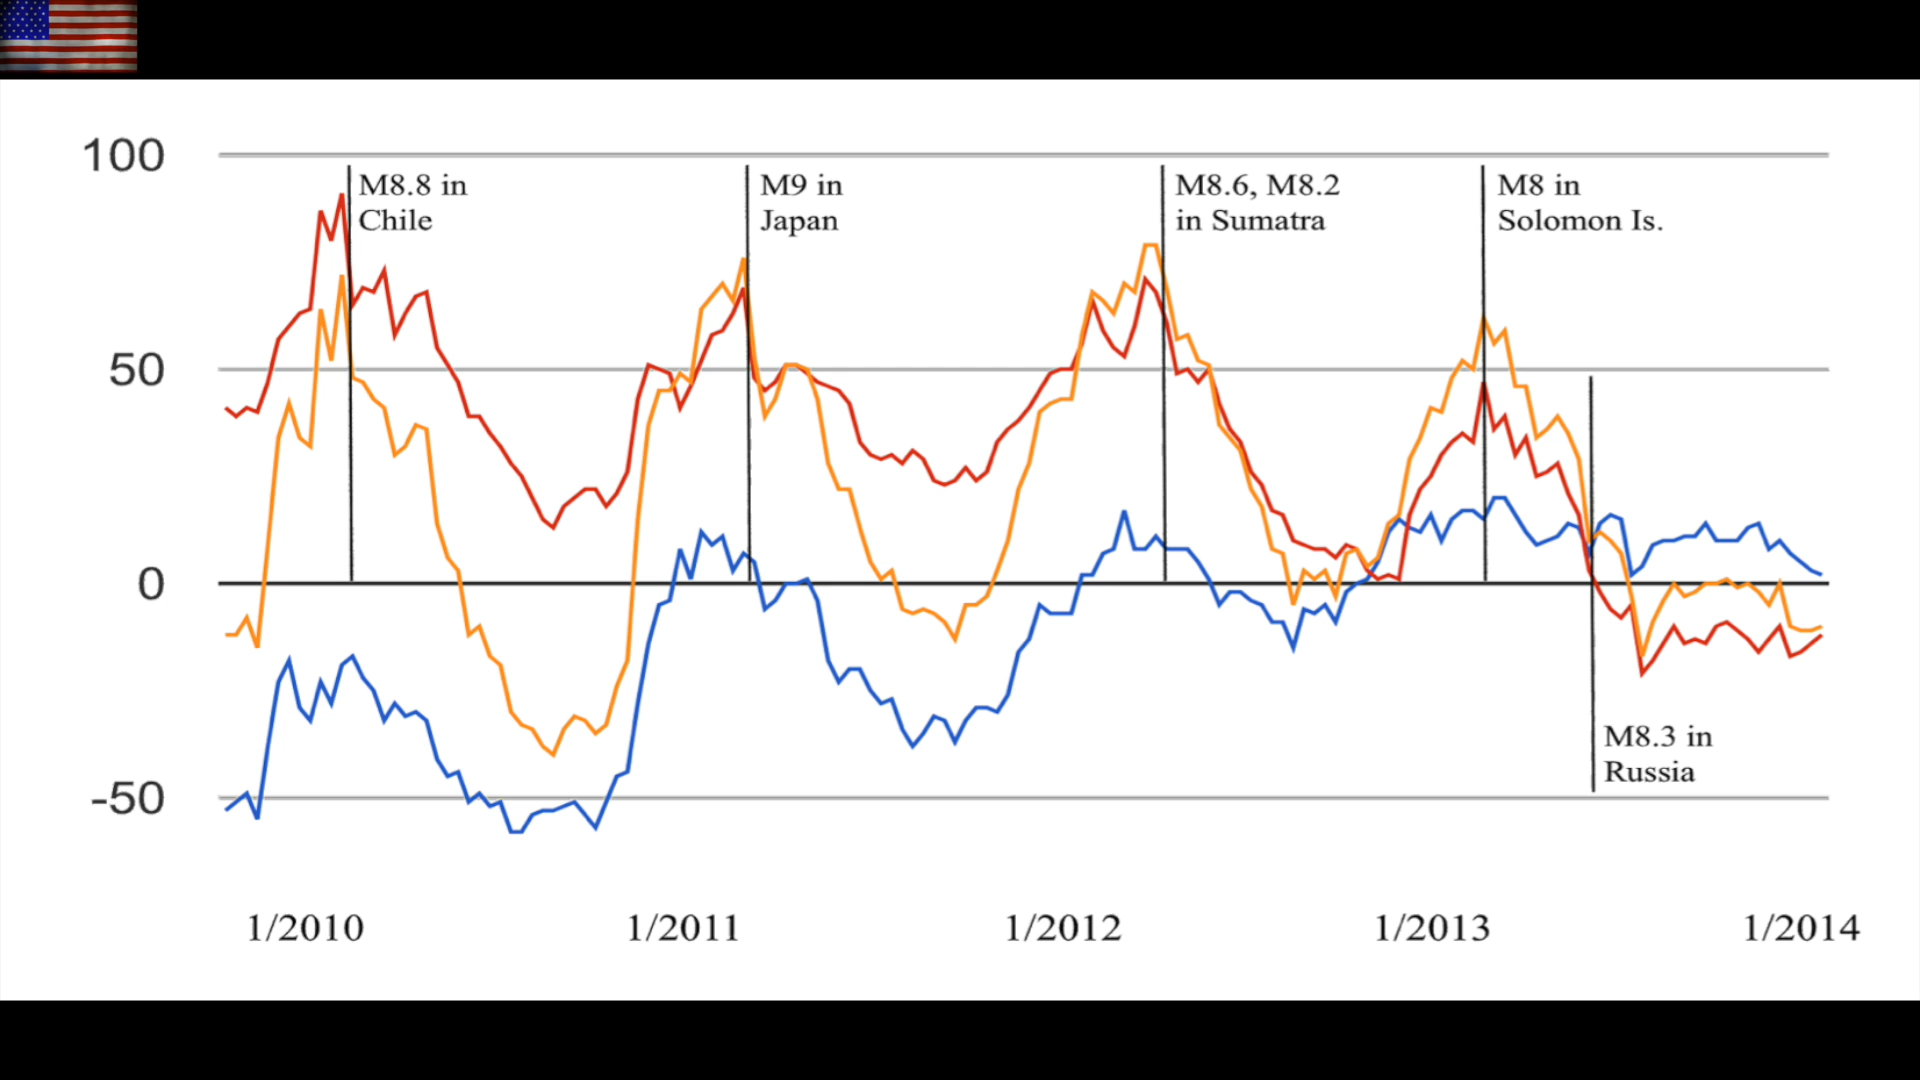 100
M8.8 in
Chile
M9 in
Japan
M8.6, M8.2
in Sumatra
M8 in
Solomon Is.
50
0
M8.3 in
Russia
-50
1/2010
1/2011
1/2012
1/2013
1/2014